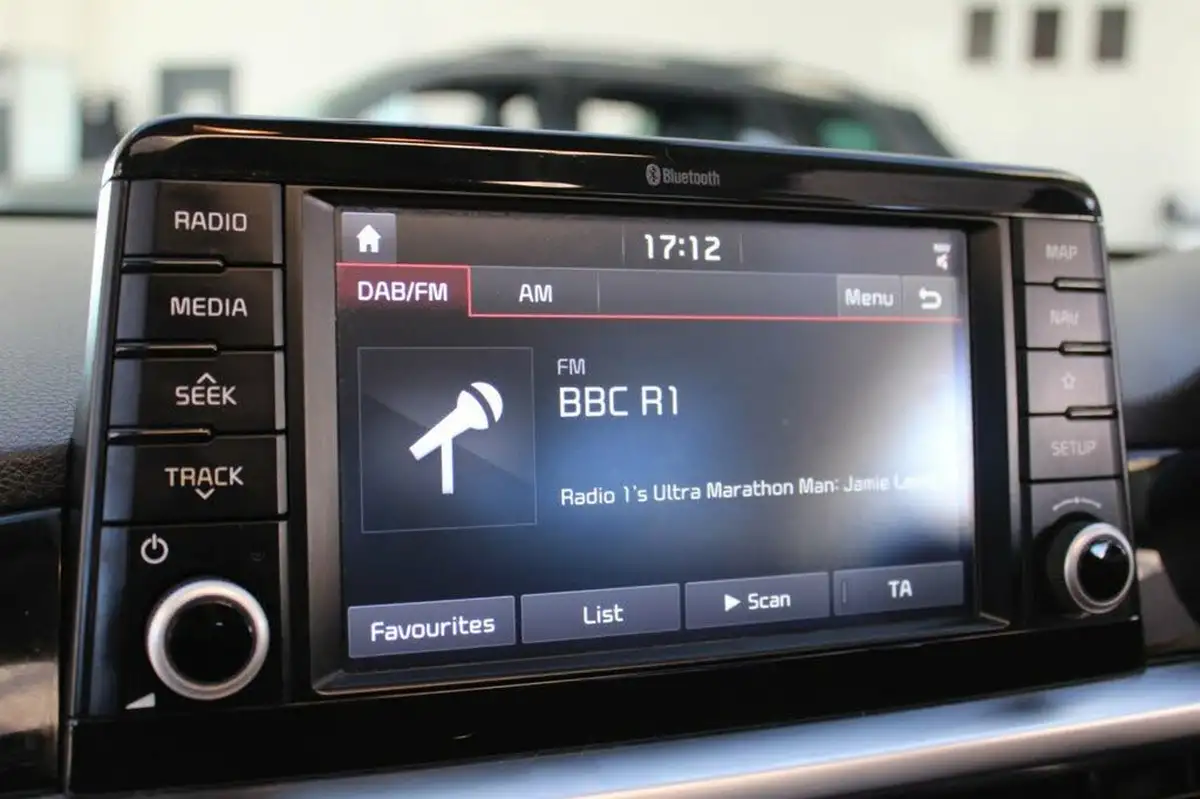 Bluetooth
RADIO
MEDIA
SEEK
TRACK
17:12
DAB/FM
AM
Menu
FM
BBC R1
Radio 1's Ultra Marathon Man: Jamie
Favourites
List
Scan
TA
MAP
NAV
SETUP